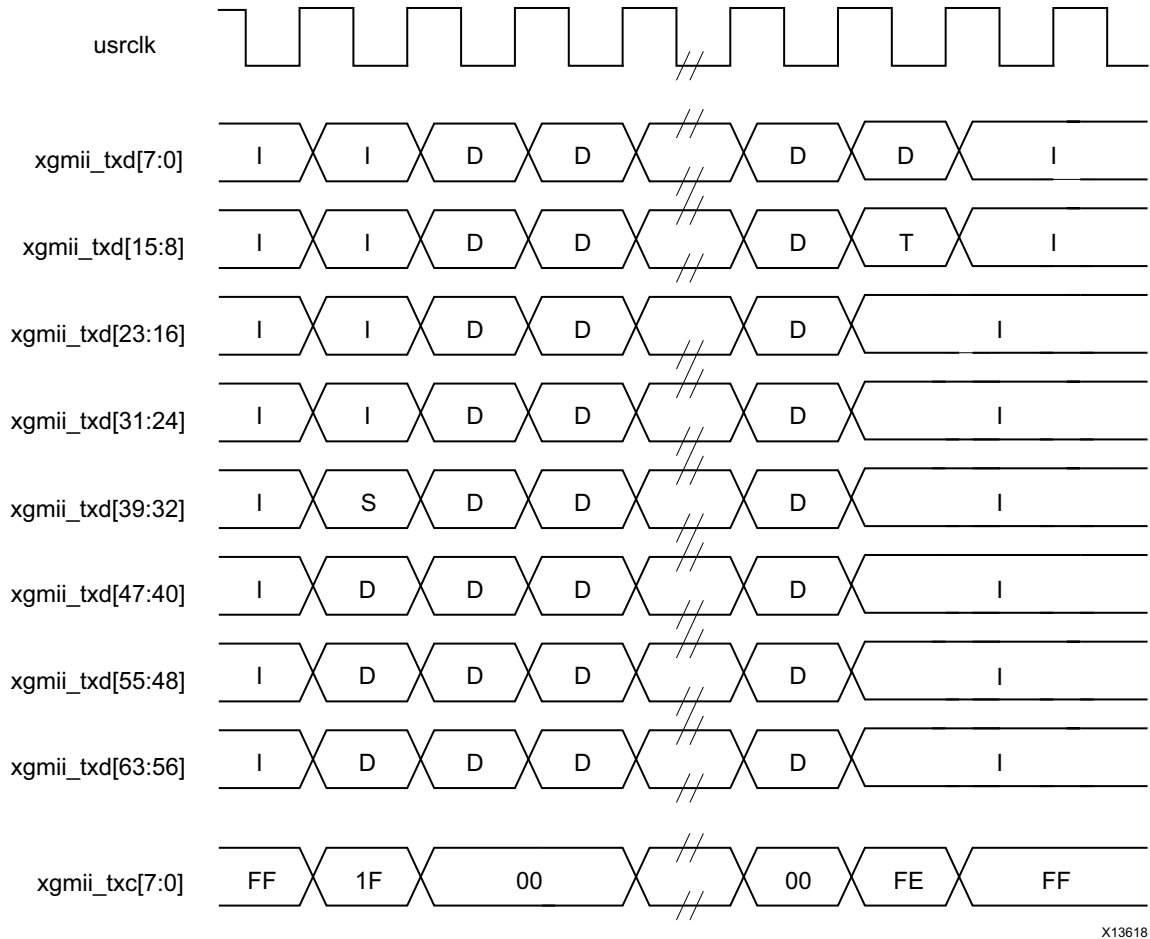 usrclk
xgmii_txd[7:0] I I D D D D I
xgmii_txd[15:8] I I D D D T I
xgmii_txd[23:16] I I D D D I
xgmii_txd[31:24] I I D D D I
xgmii_txd[39:32] I S D D D I
xgmii_txd[47:40] I D D D D I
xgmii_txd[55:48] I D D D D I
xgmii_txd[63:56] I D D D D I
xgmii_txc[7:0] FF 1F 00 00 FE FF
X13618